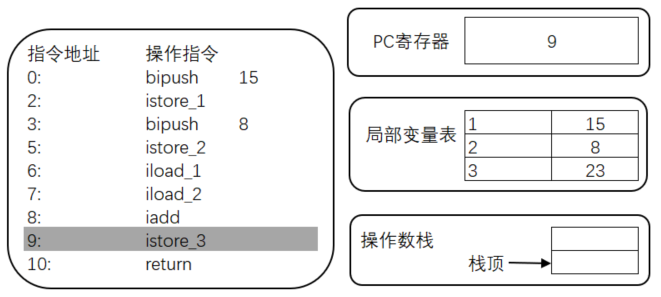 指令地址 操作指令
0: bipush 15
2: istore_1
3: bipush 8
5: istore_2
6: iload_1
7: iload_2
8: iadd
9: istore_3
10: return
PC寄存器 9
局部变量表
1 15
2 8
3 23
操作数栈
栈顶